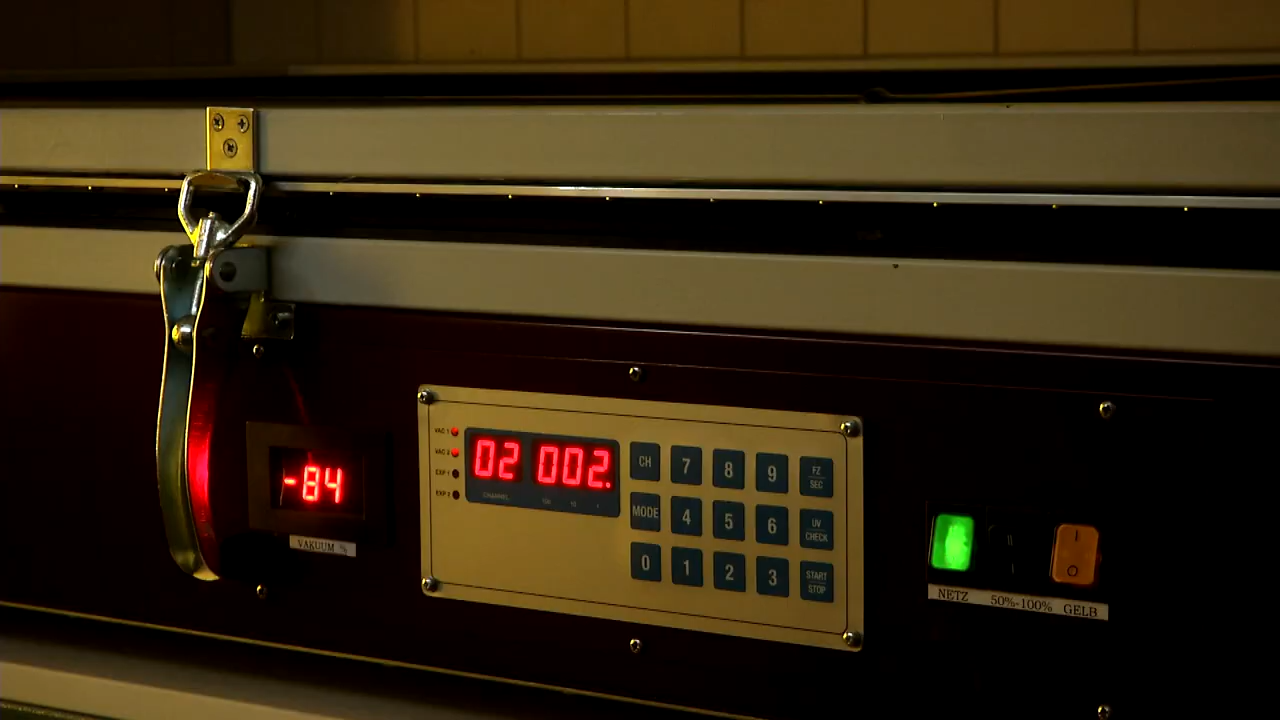 VAC 1
VAC 2
EXP 1
EXP 2
02 002.
CHANNEL
CH 7 8 9 FZ SEC
MODE 4 5 6 UV CHECK
0 1 2 3 START STOP
-84
VAKUUM %
I
O
NETZ 50%-100% GELB